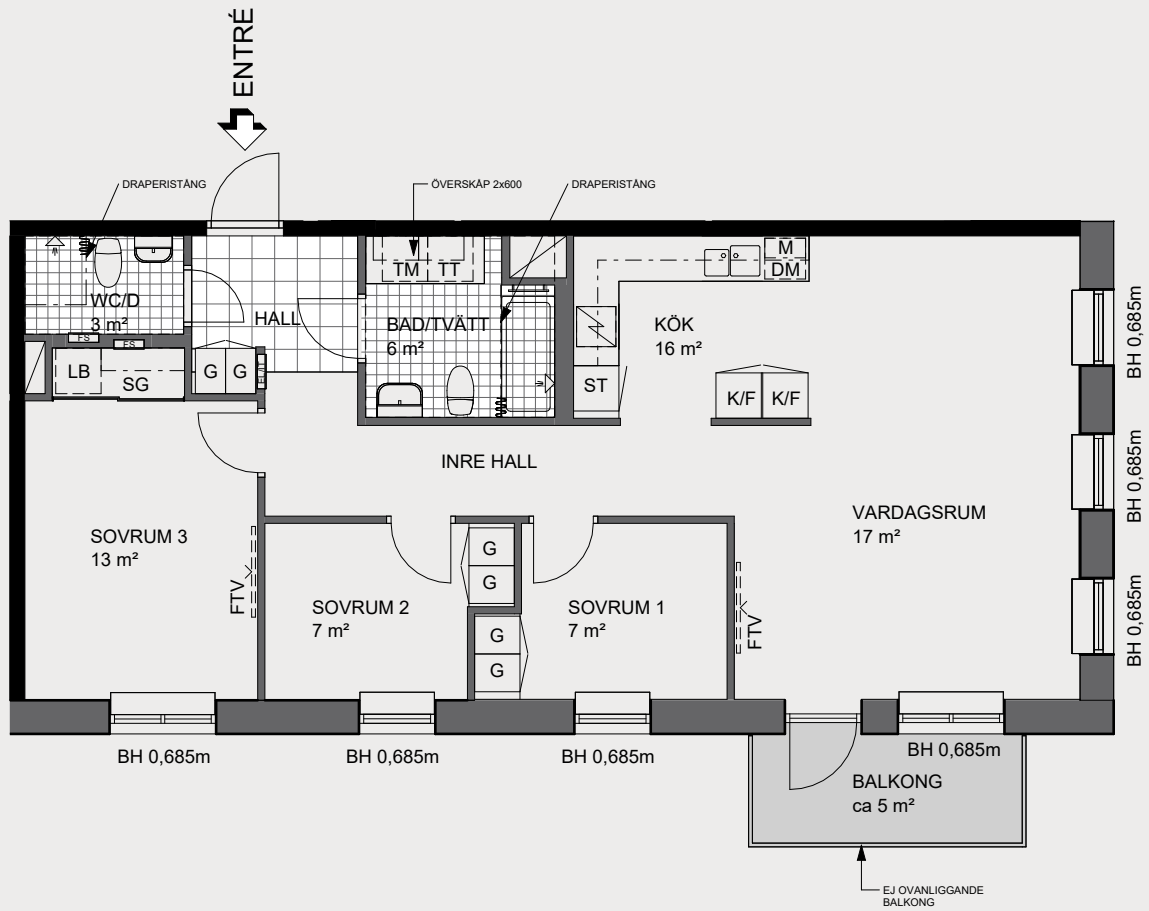 ENTRÉ
DRAPERISTÅNG
ÖVERSKÅP 2x600
DRAPERISTÅNG
TM
TT
M
DM
WC/D
3 m²
HALL
BAD/TVÄTT
6 m²
KÖK
16 m²
BH 0,685m
FS
ES
LB
SG
G
G
ST
K/F
K/F
INRE HALL
BH 0,685m
SOVRUM 3
13 m²
FTV
SOVRUM 2
7 m²
G
G
G
G
SOVRUM 1
7 m²
FTV
VARDAGSRUM
17 m²
BH 0,685m
BH 0,685m
BH 0,685m
BH 0,685m
BH 0,685m
BALKONG
ca 5 m²
EJ OVANLIGGANDE
BALKONG